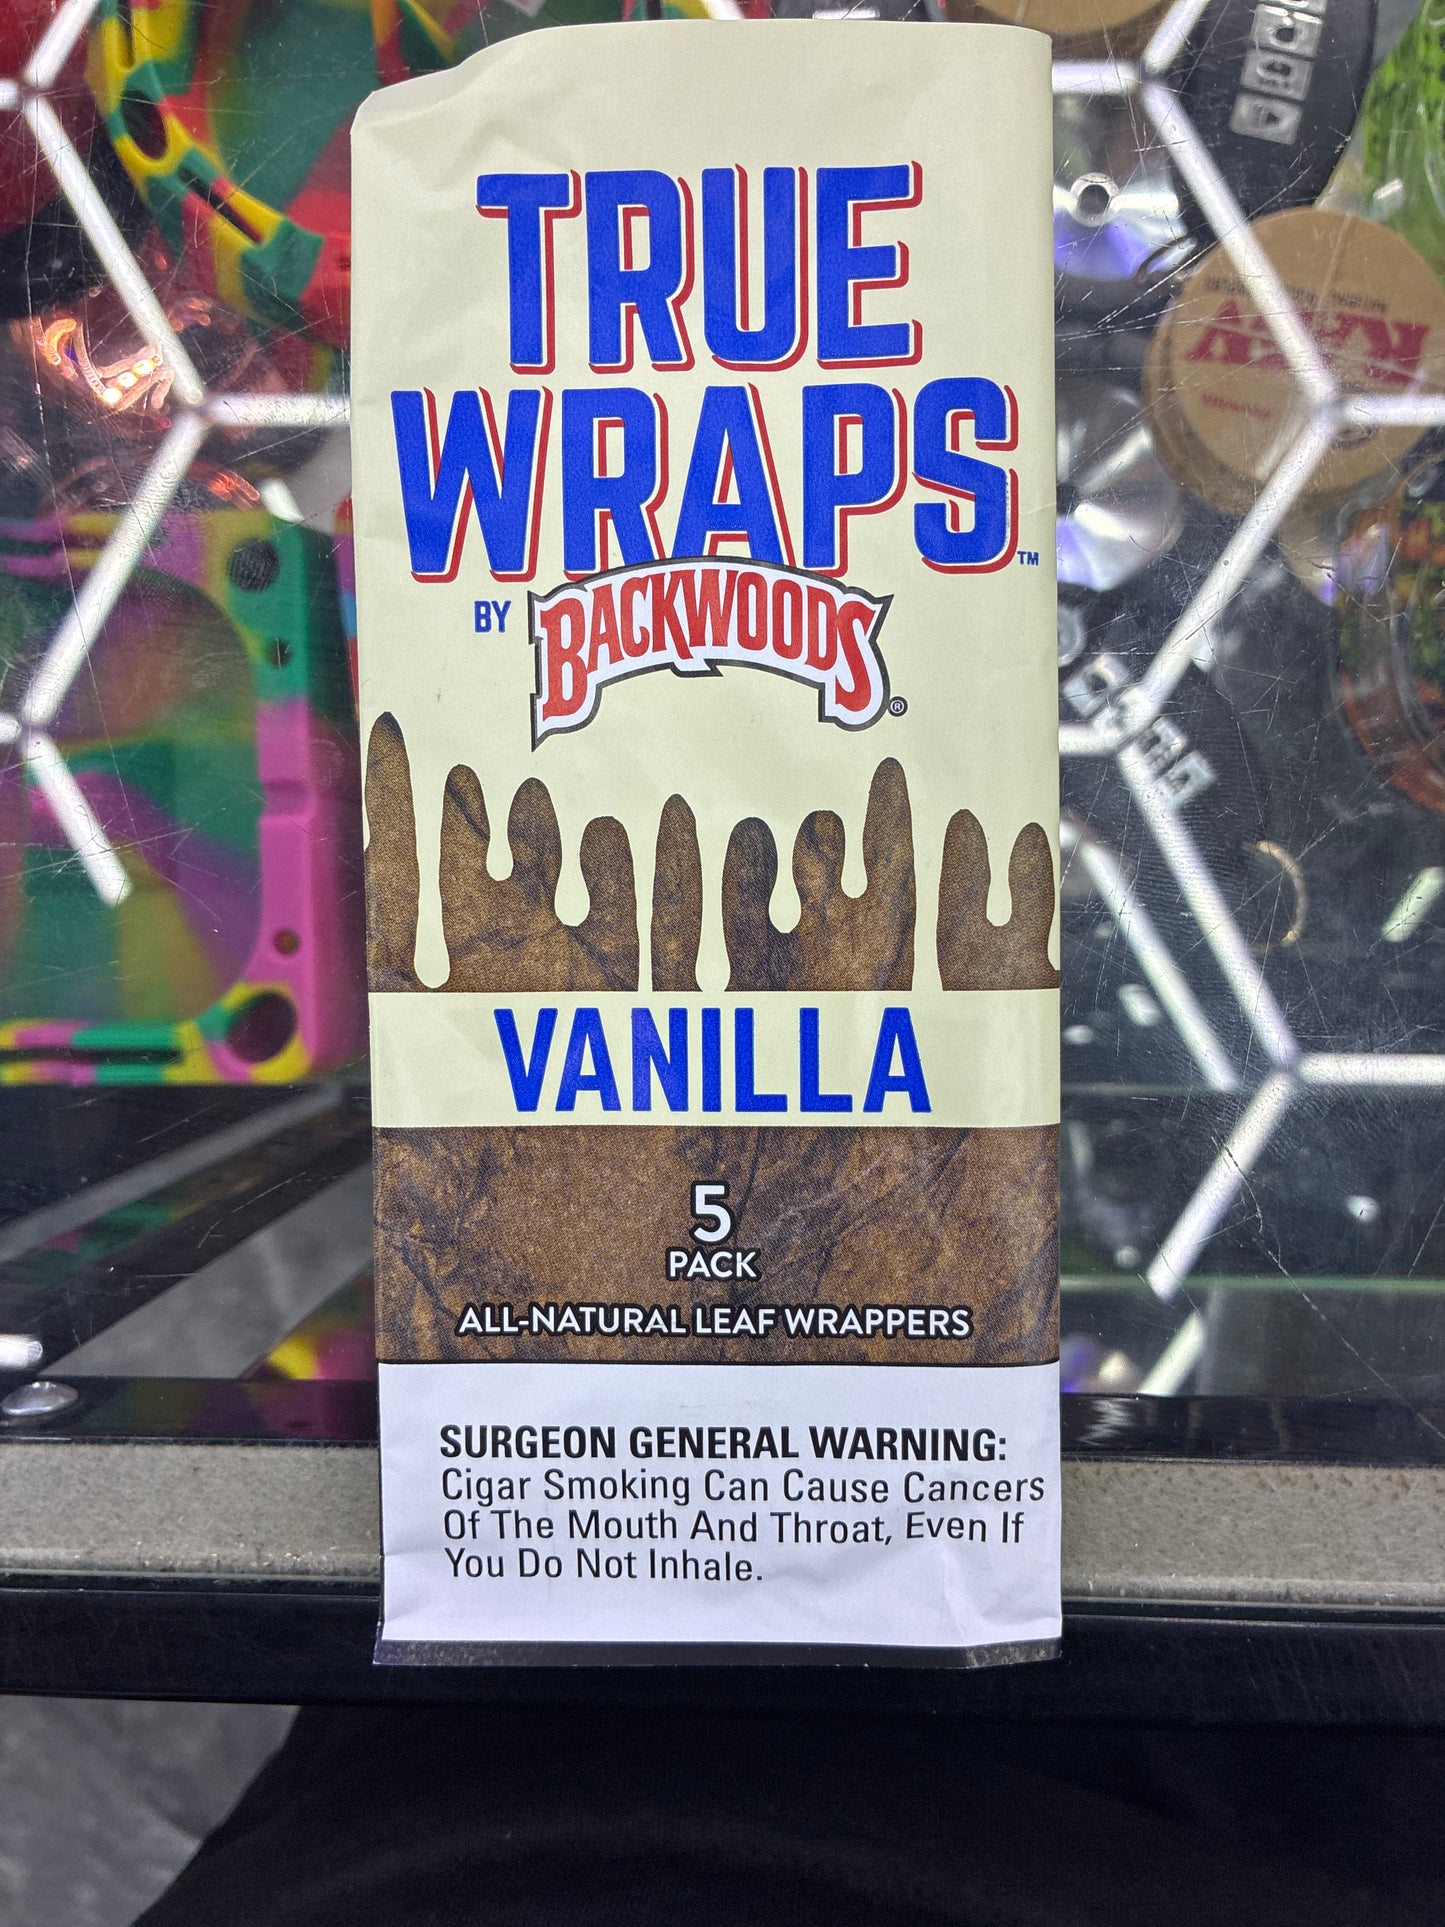 TRUE
WRAPS™
BY BACKWOODS®
VANILLA
5
PACK
ALL-NATURAL LEAF WRAPPERS
SURGEON GENERAL WARNING:
Cigar Smoking Can Cause Cancers
Of The Mouth And Throat, Even If
You Do Not Inhale.
RAW